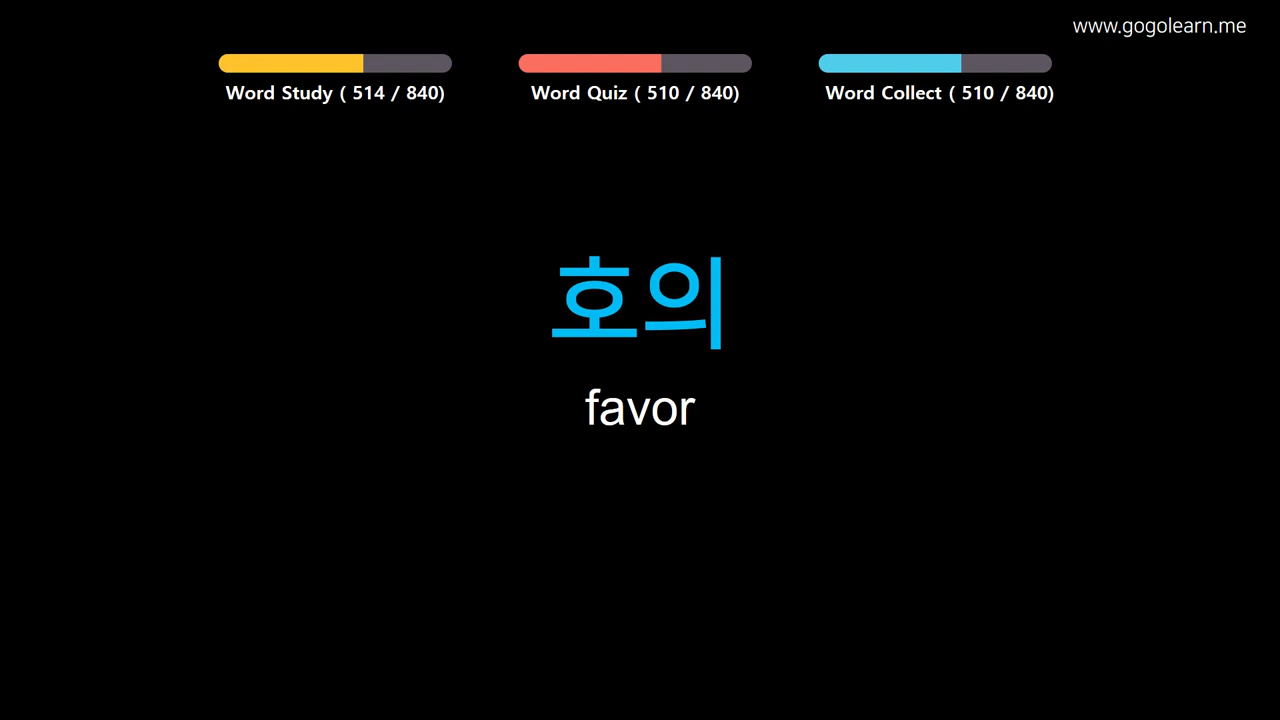 www.gogolearn.me
Word Study ( 514 / 840)
Word Quiz ( 510 / 840)
Word Collect ( 510 / 840)
호의
favor